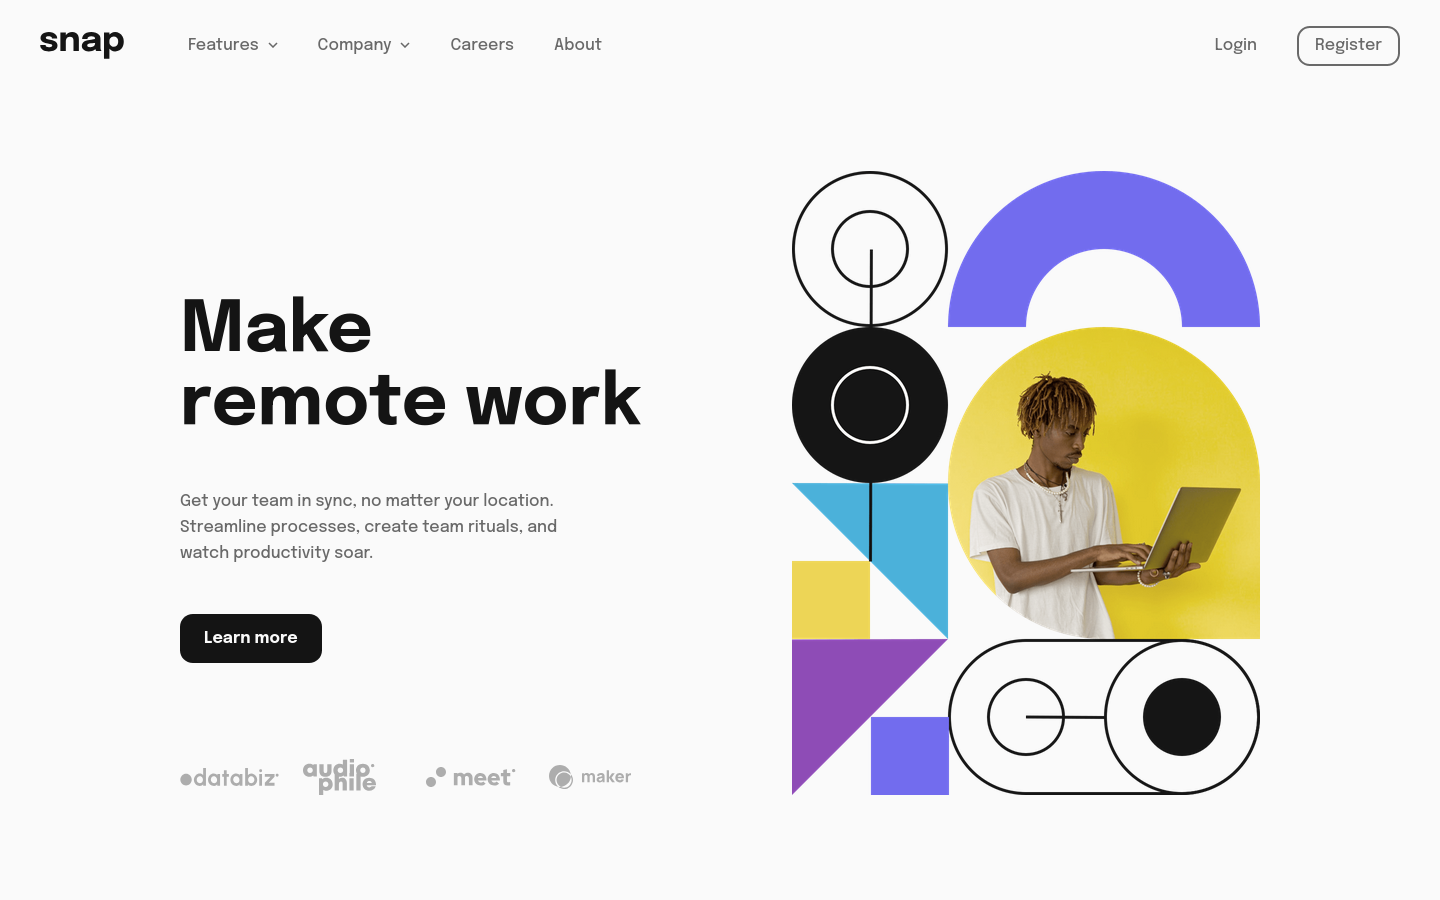 snap
Features
Company
Careers
About
Login
Register
Make
remote work
Get your team in sync, no matter your location.
Streamline processes, create team rituals, and
watch productivity soar.
Learn more
databiz
audio
phile
meet
maker